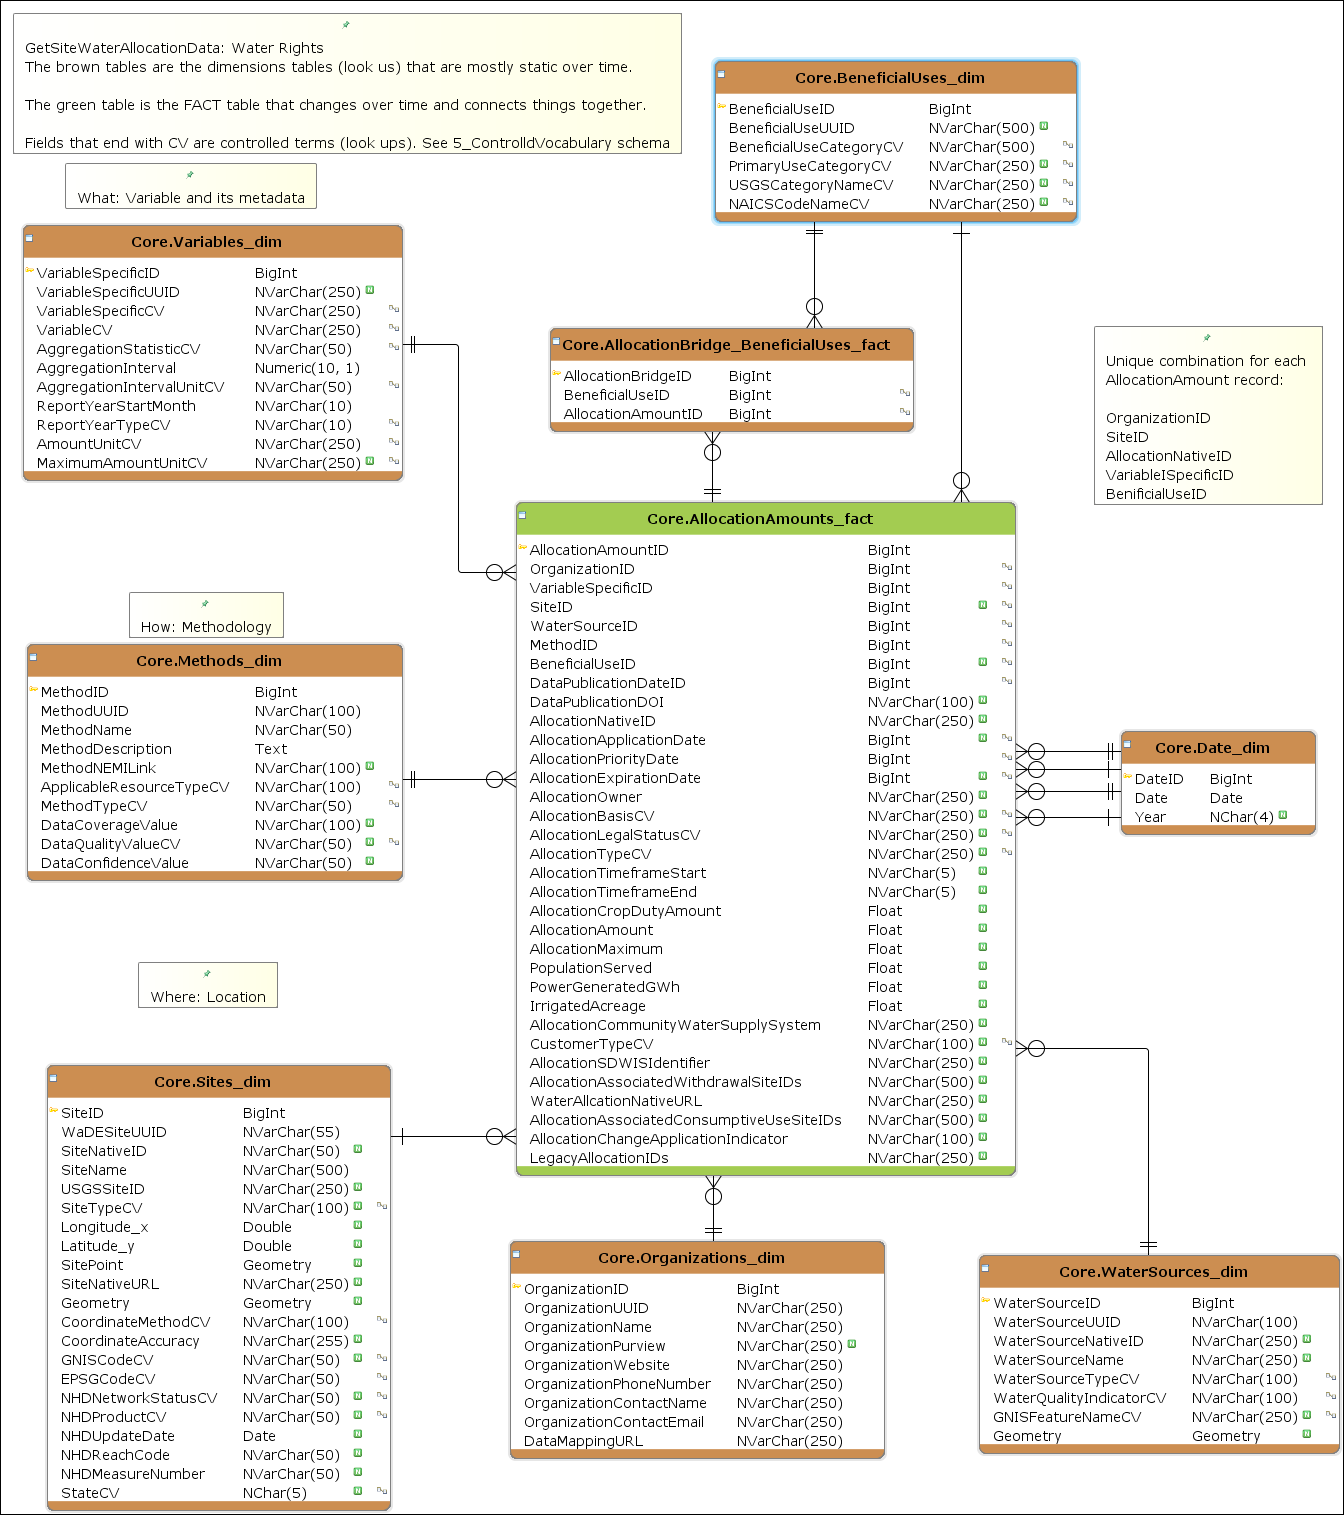 GetSiteWaterAllocationData: Water Rights
The brown tables are the dimensions tables (look us) that are mostly static over time.
The green table is the FACT table that changes over time and connects things together.
Fields that end with CV are controlled terms (look ups). See 5_ControlldVocabulary schema
What: Variable and its metadata
Core.Variables_dim
VariableSpecificID BigInt
VariableSpecificUUID NVarChar(250) N
VariableSpecificCV NVarChar(250)
VariableCV NVarChar(250)
AggregationStatisticCV NVarChar(50)
AggregationInterval Numeric(10, 1)
AggregationIntervalUnitCV NVarChar(50)
ReportYearStartMonth NVarChar(10)
ReportYearTypeCV NVarChar(10)
AmountUnitCV NVarChar(250)
MaximumAmountUnitCV NVarChar(250) N
Core.BeneficialUses_dim
BeneficialUseID BigInt
BeneficialUseUUID NVarChar(500) N
BeneficialUseCategoryCV NVarChar(500)
PrimaryUseCategoryCV NVarChar(250) N
USGSCategoryNameCV NVarChar(250) N
NAICSCodeNameCV NVarChar(250) N
Core.AllocationBridge_BeneficialUses_fact
AllocationBridgeID BigInt
BeneficialUseID BigInt
AllocationAmountID BigInt
Unique combination for each
AllocationAmount record:
OrganizationID
SiteID
AllocationNativeID
VariableISpecificID
BenificialUseID
How: Methodology
Core.Methods_dim
MethodID BigInt
MethodUUID NVarChar(100)
MethodName NVarChar(50)
MethodDescription Text
MethodNEMILink NVarChar(100) N
ApplicableResourceTypeCV NVarChar(100)
MethodTypeCV NVarChar(50)
DataCoverageValue NVarChar(100) N
DataQualityValueCV NVarChar(50) N
DataConfidenceValue NVarChar(50) N
Core.AllocationAmounts_fact
AllocationAmountID BigInt
OrganizationID BigInt
VariableSpecificID BigInt
SiteID BigInt N
WaterSourceID BigInt
MethodID BigInt
BeneficialUseID BigInt N
DataPublicationDateID BigInt
DataPublicationDOI NVarChar(100) N
AllocationNativeID NVarChar(250) N
AllocationApplicationDate BigInt N
AllocationPriorityDate BigInt
AllocationExpirationDate BigInt N
AllocationOwner NVarChar(250) N
AllocationBasisCV NVarChar(250) N
AllocationLegalStatusCV NVarChar(250) N
AllocationTypeCV NVarChar(250) N
AllocationTimeframeStart NVarChar(5) N
AllocationTimeframeEnd NVarChar(5) N
AllocationCropDutyAmount Float N
AllocationAmount Float N
AllocationMaximum Float N
PopulationServed Float N
PowerGeneratedGWh Float N
IrrigatedAcreage Float N
AllocationCommunityWaterSupplySystem NVarChar(250) N
CustomerTypeCV NVarChar(100) N
AllocationSDWISIdentifier NVarChar(250) N
AllocationAssociatedWithdrawalSiteIDs NVarChar(500) N
WaterAllcationNativeURL NVarChar(250) N
AllocationAssociatedConsumptiveUseSiteIDs NVarChar(500) N
AllocationChangeApplicationIndicator NVarChar(100) N
LegacyAllocationIDs NVarChar(250) N
Core.Date_dim
DateID BigInt
Date Date
Year NChar(4) N
Where: Location
Core.Sites_dim
SiteID BigInt
WaDESiteUUID NVarChar(55)
SiteNativeID NVarChar(50) N
SiteName NVarChar(500)
USGSSiteID NVarChar(250) N
SiteTypeCV NVarChar(100) N
Longitude_x Double N
Latitude_y Double N
SitePoint Geometry N
SiteNativeURL NVarChar(250) N
Geometry Geometry N
CoordinateMethodCV NVarChar(100)
CoordinateAccuracy NVarChar(255) N
GNISCodeCV NVarChar(50) N
EPSGCodeCV NVarChar(50)
NHDNetworkStatusCV NVarChar(50) N
NHDProductCV NVarChar(50) N
NHDUpdateDate Date N
NHDReachCode NVarChar(50) N
NHDMeasureNumber NVarChar(50) N
StateCV NChar(5) N
Core.Organizations_dim
OrganizationID BigInt
OrganizationUUID NVarChar(250)
OrganizationName NVarChar(250)
OrganizationPurview NVarChar(250) N
OrganizationWebsite NVarChar(250)
OrganizationPhoneNumber NVarChar(250)
OrganizationContactName NVarChar(250)
OrganizationContactEmail NVarChar(250)
DataMappingURL NVarChar(250)
Core.WaterSources_dim
WaterSourceID BigInt
WaterSourceUUID NVarChar(100)
WaterSourceNativeID NVarChar(250) N
WaterSourceName NVarChar(250) N
WaterSourceTypeCV NVarChar(100)
WaterQualityIndicatorCV NVarChar(100)
GNISFeatureNameCV NVarChar(250) N
Geometry Geometry N